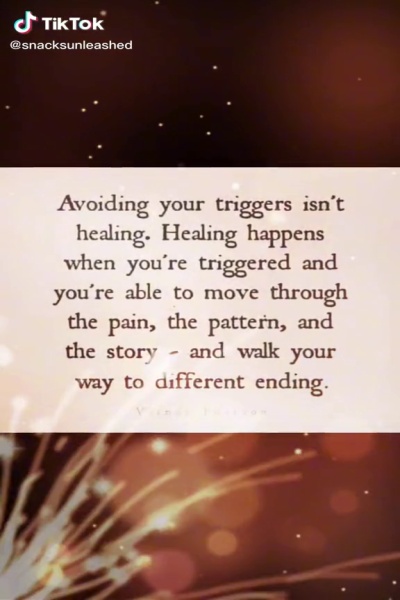 TikTok
@snacksunleashed
Avoiding your triggers isn't
healing. Healing happens
when you're triggered and
you're able to move through
the pain, the pattern, and
the story - and walk your
way to different ending.